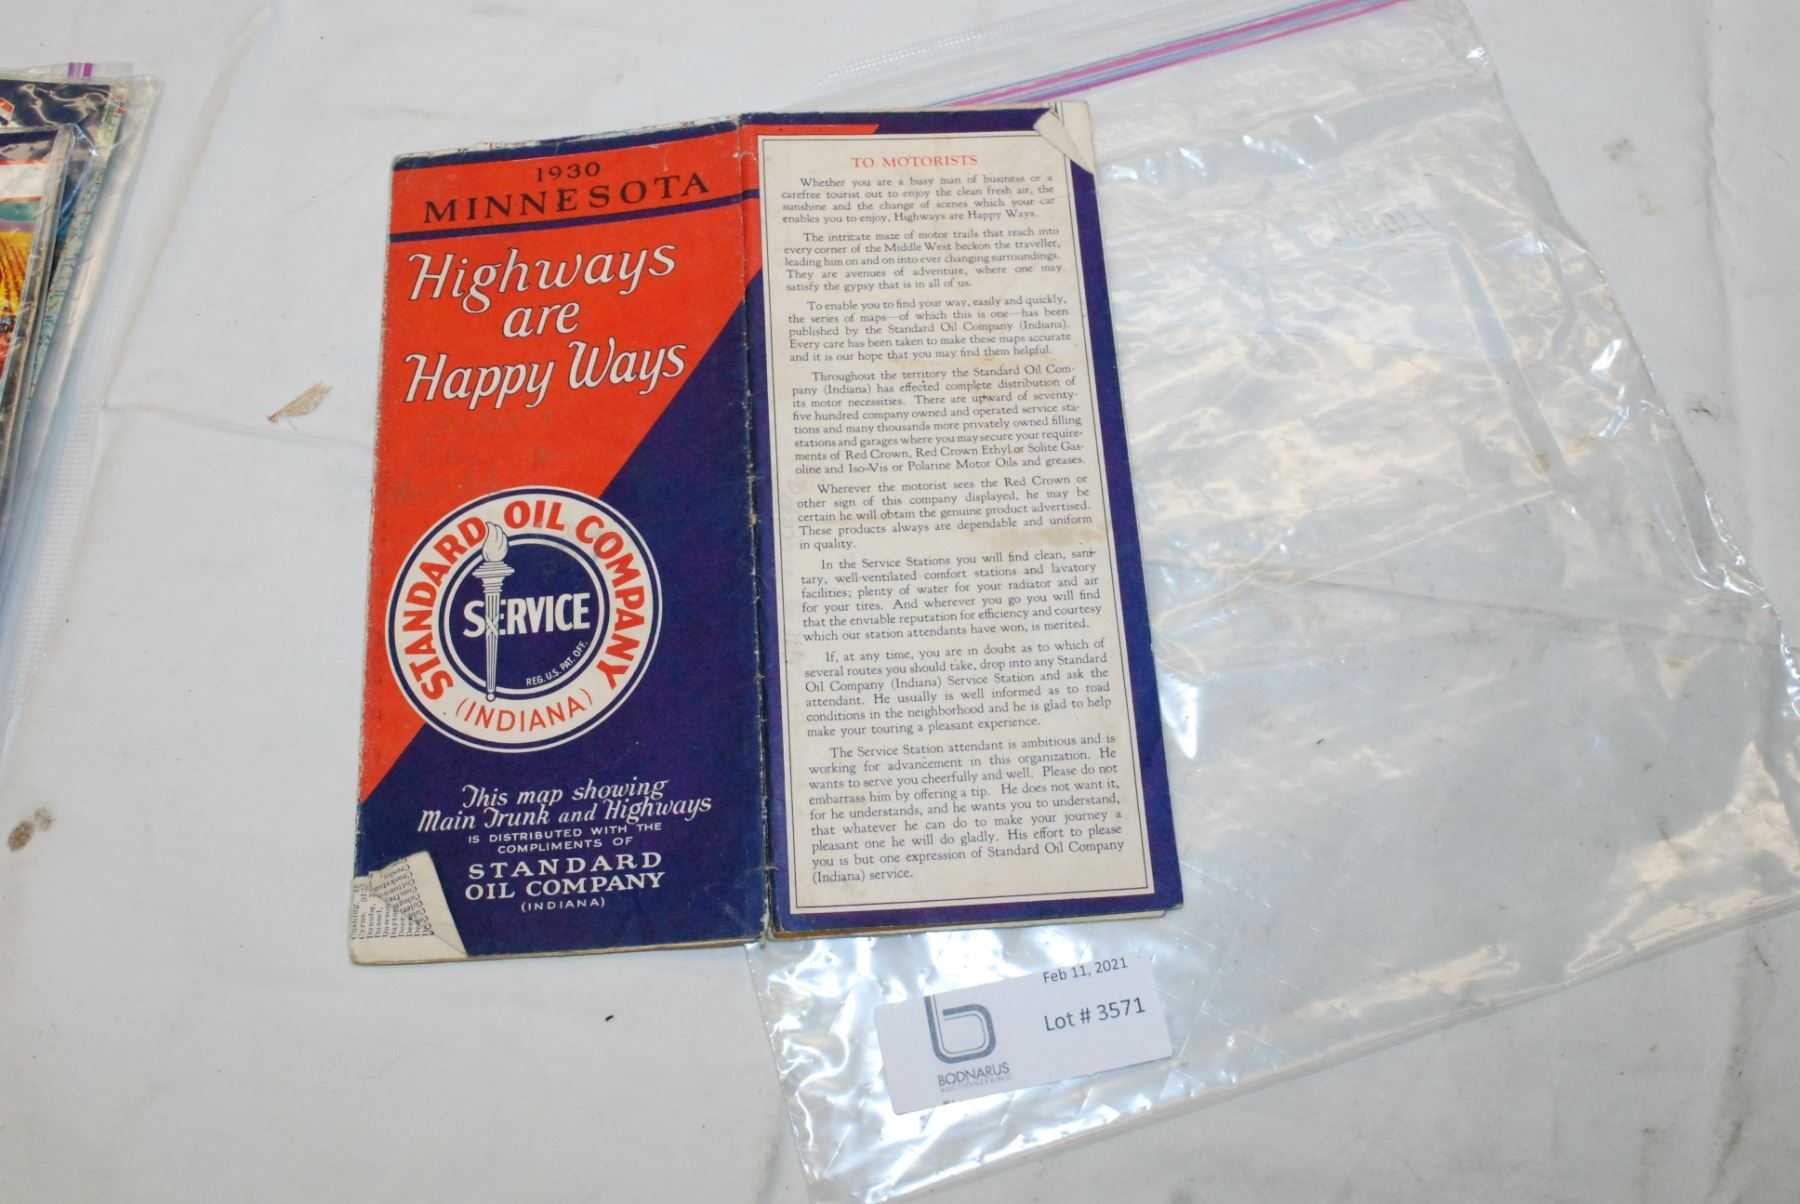 1930
MINNESOTA
Highways
are
Happy Ways
STANDARD OIL COMPANY
SERVICE
REG. U.S. PAT. OFF.
(INDIANA)
This map showing
Main Trunk and Highways
IS DISTRIBUTED WITH THE
COMPLIMENTS OF
STANDARD
OIL COMPANY
(INDIANA)
TO MOTORISTS
Whether you are a busy man of business or a
carefree tourist out to enjoy the clean fresh air, the
sunshine and the change of scenes which your car
enables you to enjoy, Highways are Happy Ways.
The intricate maze of motor trails that reach into
every corner of the Middle West beckon the traveller,
leading him on and on into ever changing surroundings.
They are avenues of adventure, where one may
satisfy the gypsy that is in all of us.
To enable you to find your way, easily and quickly,
the series of maps—of which this is one—has been
published by the Standard Oil Company (Indiana).
Every care has been taken to make these maps accurate
and it is our hope that you may find them helpful.
Throughout the territory the Standard Oil Com-
pany (Indiana) has effected complete distribution of
its motor necessities. There are upward of seventy-
five hundred company owned and operated service sta-
tions and many thousands more privately owned filling
stations and garages where you may secure your require-
ments of Red Crown, Red Crown Ethyl or Solite Gas-
oline and Iso-Vis or Polarine Motor Oils and greases.
Wherever the motorist sees the Red Crown or
other sign of this company displayed, he may be
certain he will obtain the genuine product advertised.
These products always are dependable and uniform
in quality.
In the Service Stations you will find clean, sani-
tary, well-ventilated comfort stations and lavatory
facilities; plenty of water for your radiator and air
for your tires. And wherever you go you will find
that the enviable reputation for efficiency and courtesy
which our station attendants have won, is merited.
If, at any time, you are in doubt as to which of
several routes you should take, drop into any Standard
Oil Company (Indiana) Service Station and ask the
attendant. He usually is well informed as to road
conditions in the neighborhood and he is glad to help
make your touring a pleasant experience.
The Service Station attendant is ambitious and is
working for advancement in this organization. He
wants to serve you cheerfully and well. Please do not
embarrass him by offering a tip. He does not want it,
for he understands, and he wants you to understand,
that whatever he can do to make your journey a
pleasant one he will do gladly. His effort to please
you is but one expression of Standard Oil Company
(Indiana) service.
Feb 11, 2021
Lot # 3571
BODNARUS
AUCTIONEERING